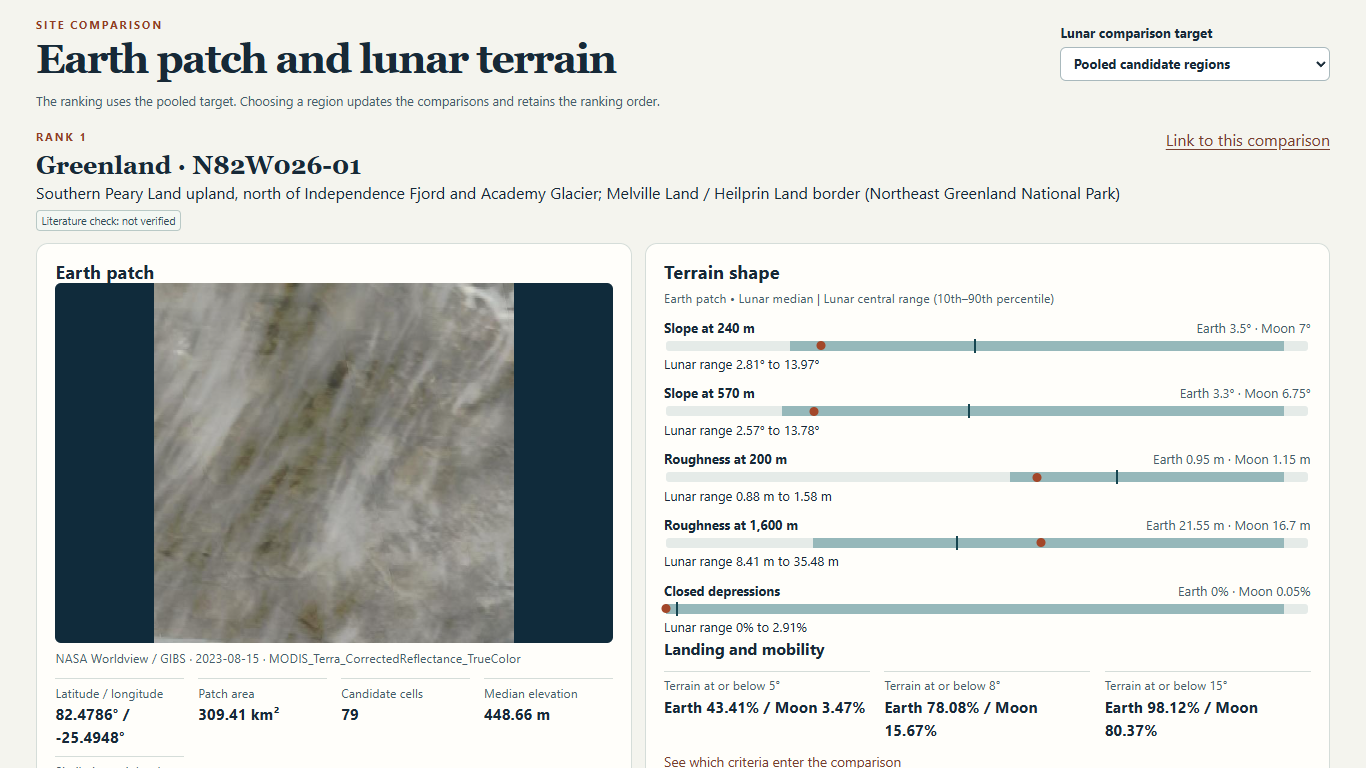 SITE COMPARISON
Earth patch and lunar terrain
The ranking uses the pooled target. Choosing a region updates the comparisons and retains the ranking order.
Lunar comparison target
Pooled candidate regions
RANK 1
Greenland · N82W026-01
Southern Peary Land upland, north of Independence Fjord and Academy Glacier; Melville Land / Heilprin Land border (Northeast Greenland National Park)
Literature check: not verified
Link to this comparison
Earth patch
NASA Worldview / GIBS · 2023-08-15 · MODIS_Terra_CorrectedReflectance_TrueColor
Latitude / longitude
82.4786° /
-25.4948°
Patch area
309.41 km²
Candidate cells
79
Median elevation
448.66 m
Terrain shape
Earth patch • Lunar median | Lunar central range (10th–90th percentile)
Slope at 240 m
Earth 3.5° · Moon 7°
Lunar range 2.81° to 13.97°
Slope at 570 m
Earth 3.3° · Moon 6.75°
Lunar range 2.57° to 13.78°
Roughness at 200 m
Earth 0.95 m · Moon 1.15 m
Lunar range 0.88 m to 1.58 m
Roughness at 1,600 m
Earth 21.55 m · Moon 16.7 m
Lunar range 8.41 m to 35.48 m
Closed depressions
Earth 0% · Moon 0.05%
Lunar range 0% to 2.91%
Landing and mobility
Terrain at or below 5°
Earth 43.41% / Moon 3.47%
Terrain at or below 8°
Earth 78.08% / Moon
15.67%
Terrain at or below 15°
Earth 98.12% / Moon
80.37%
See which criteria enter the comparison